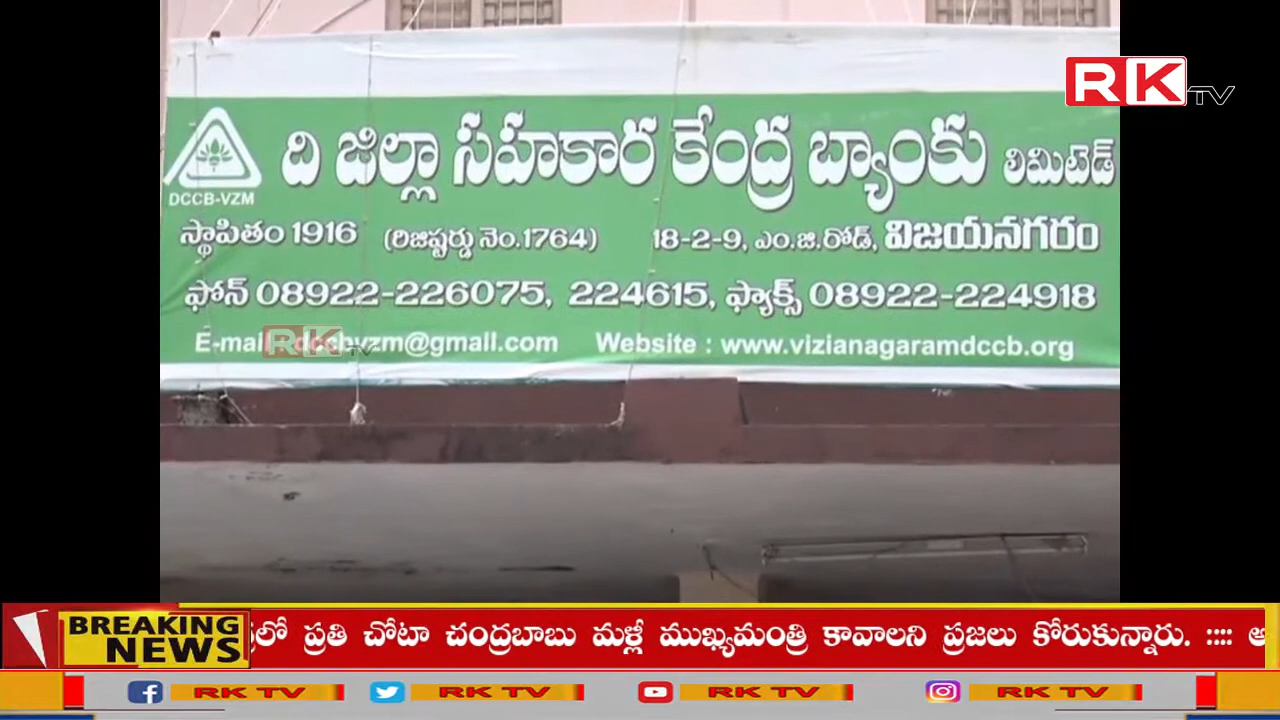 RK TV
ది జిల్లా సహకార కేంద్ర బ్యాంకు లిమిటెడ్
DCCB-VZM
స్థాపితం 1916 (రిజిష్టర్డు నెం.1764) 18-2-9, ఎం.జి.రోడ్, విజయనగరం
ఫోన్ 08922-226075, 224615, ఫ్యాక్స్ 08922-224918
E-mail : dccbvzm@gmail.com Website : www.vizianagaramdccb.org
RK TV
BREAKING NEWS
ప్రతి చోటా చంద్రబాబు మళ్లీ ముఖ్యమంత్రి కావాలని ప్రజలు కోరుకున్నారు. ::::
RK TV RK TV RK TV RK TV